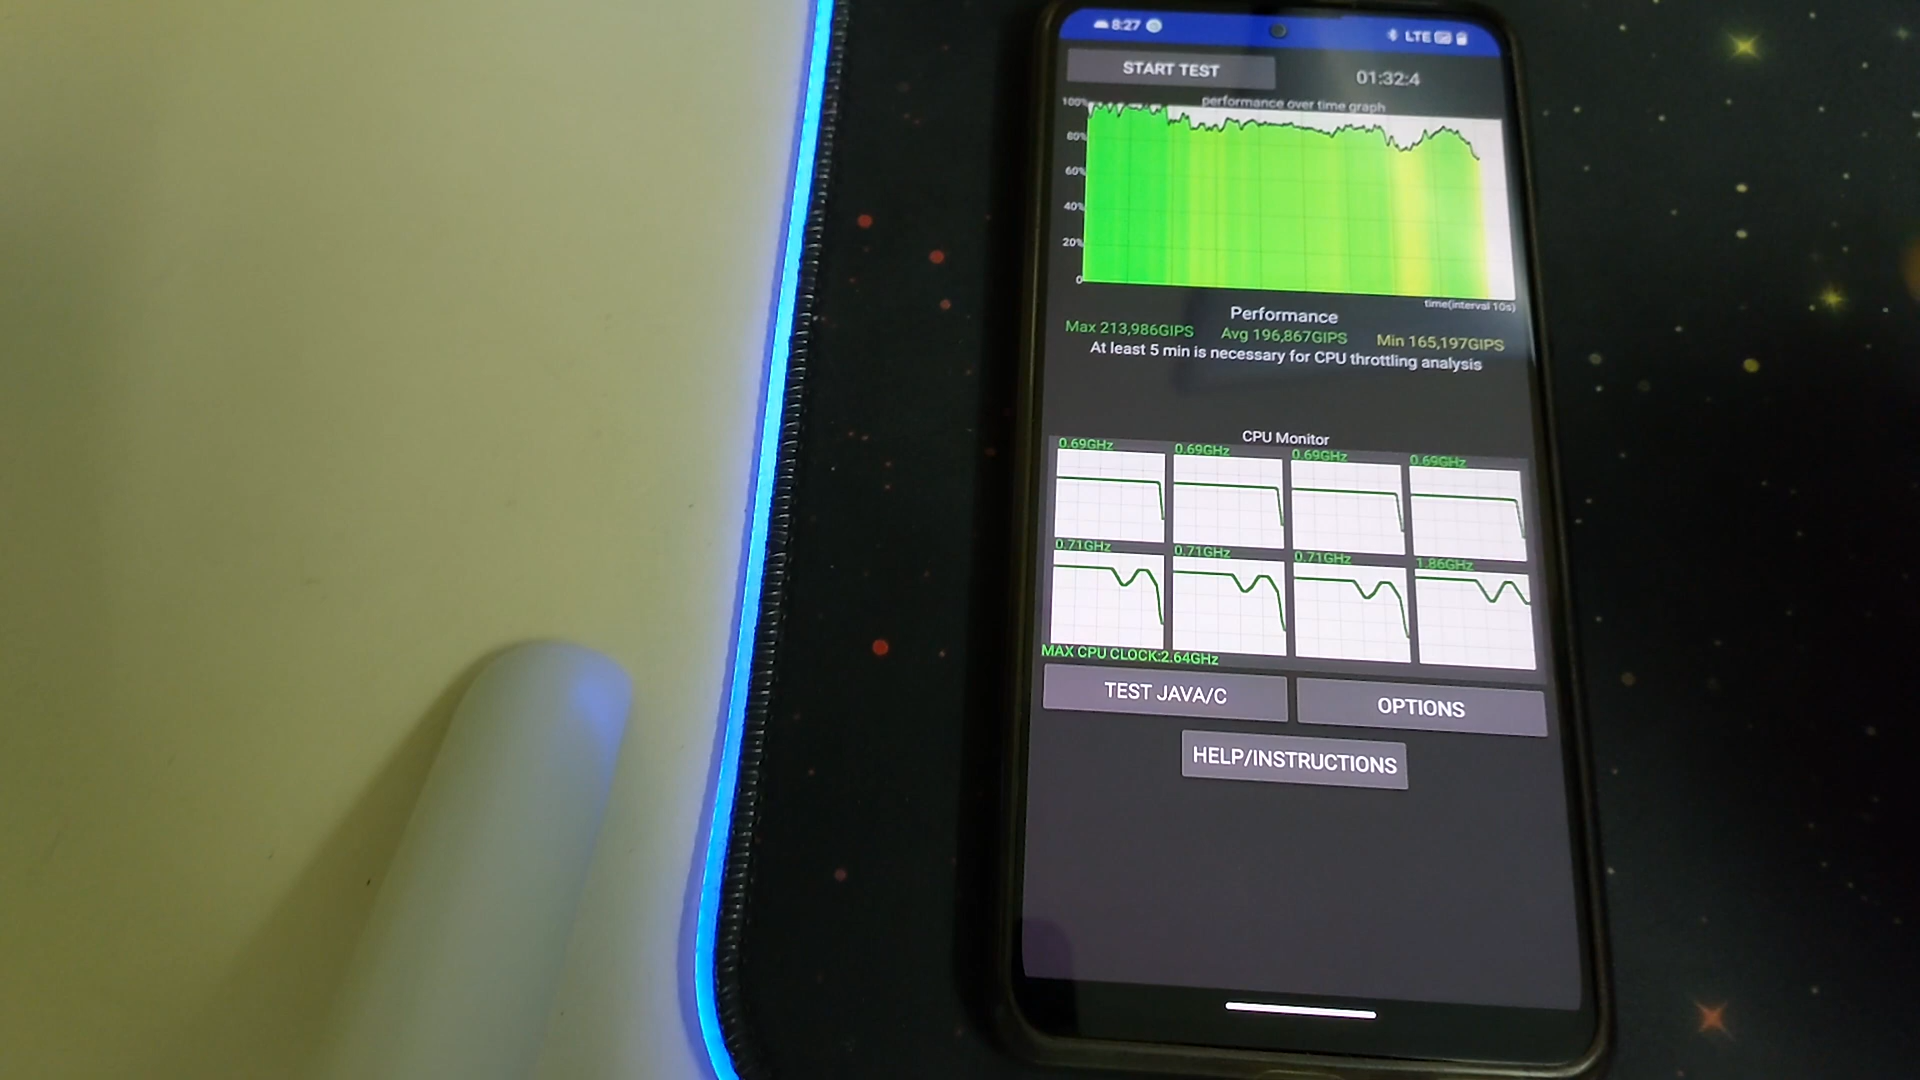 8:27 LTE
START TEST 01:32:4
performance over time graph
100%
80%
60%
40%
20%
0
time(interval 10s)
Performance
Max 213,986GIPS Avg 196,867GIPS Min 165,197GIPS
At least 5 min is necessary for CPU throttling analysis
CPU Monitor
0.69GHz 0.69GHz 0.69GHz 0.69GHz
0.71GHz 0.71GHz 0.71GHz 1.86GHz
MAX CPU CLOCK:2.64GHz
TEST JAVA/C OPTIONS
HELP/INSTRUCTIONS